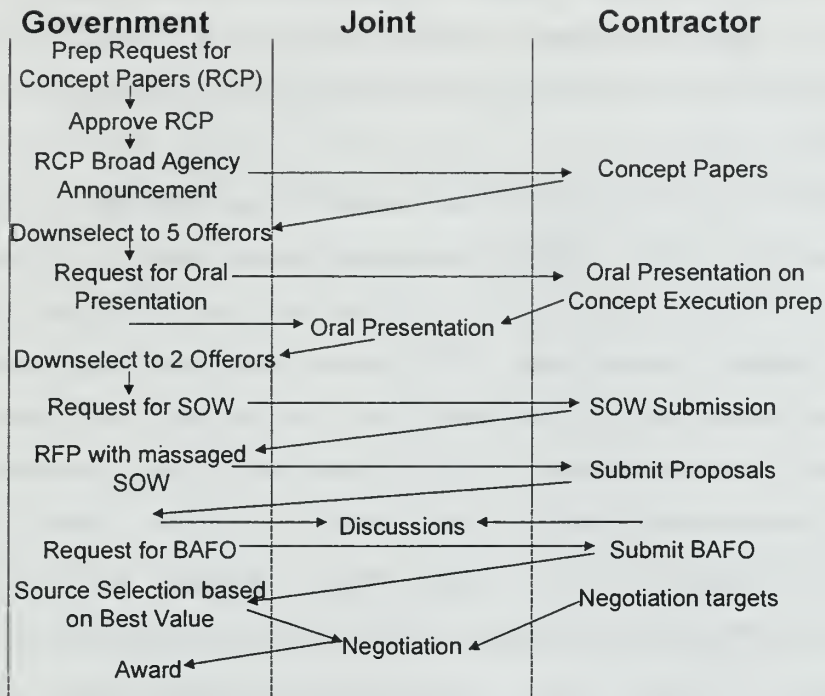 Government Joint Contractor
Prep Request for
Concept Papers (RCP)
Approve RCP
RCP Broad Agency
Announcement
Concept Papers
Downselect to 5 Offerors
Request for Oral
Presentation
Oral Presentation on
Concept Execution prep
Oral Presentation
Downselect to 2 Offerors
Request for SOW
SOW Submission
RFP with massaged
SOW
Submit Proposals
Discussions
Request for BAFO
Submit BAFO
Source Selection based
on Best Value
Negotiation targets
Negotiation
Award